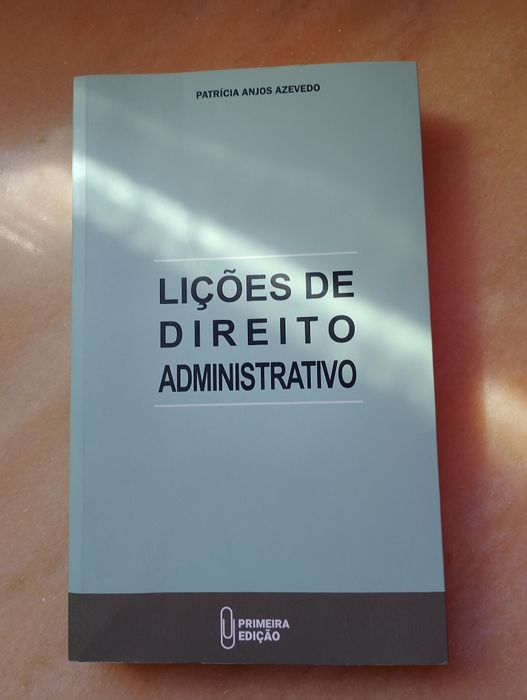 PATRÍCIA ANJOS AZEVEDO
LIÇÕES DE
DIREITO
ADMINISTRATIVO
PRIMEIRA
EDIÇÃO